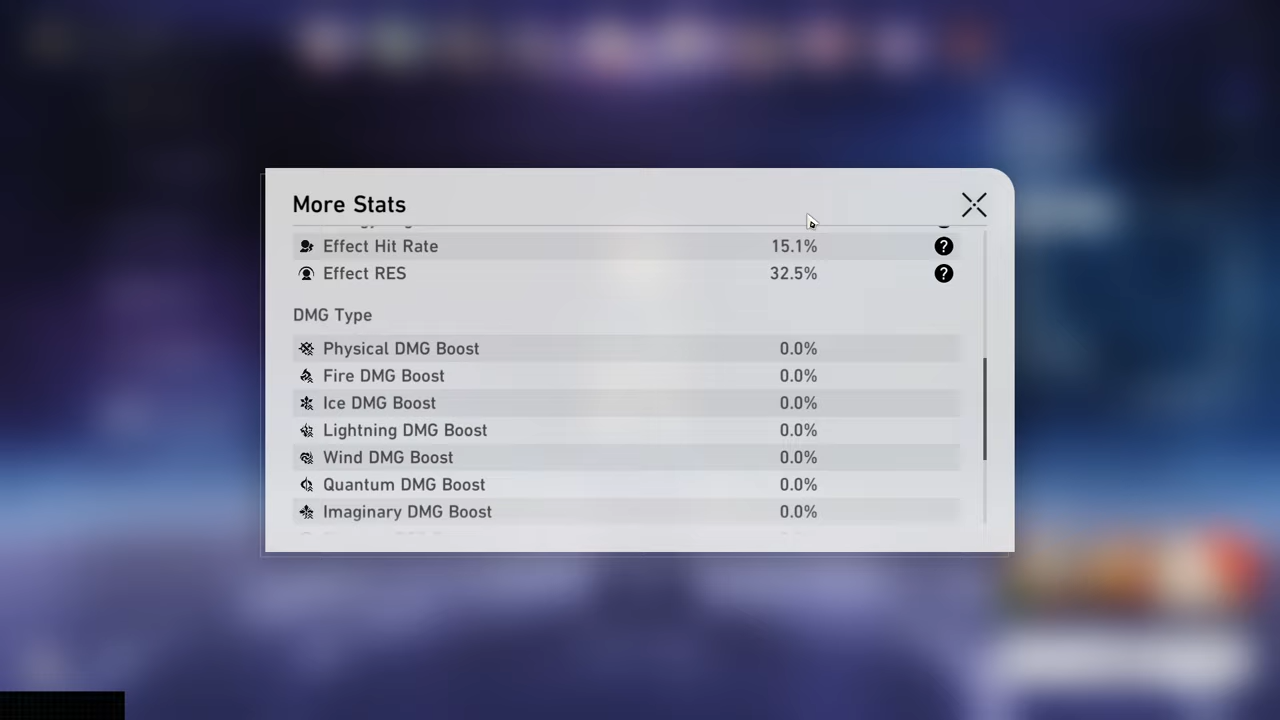 More Stats
Effect Hit Rate 15.1% ?
Effect RES 32.5% ?
DMG Type
Physical DMG Boost 0.0%
Fire DMG Boost 0.0%
Ice DMG Boost 0.0%
Lightning DMG Boost 0.0%
Wind DMG Boost 0.0%
Quantum DMG Boost 0.0%
Imaginary DMG Boost 0.0%